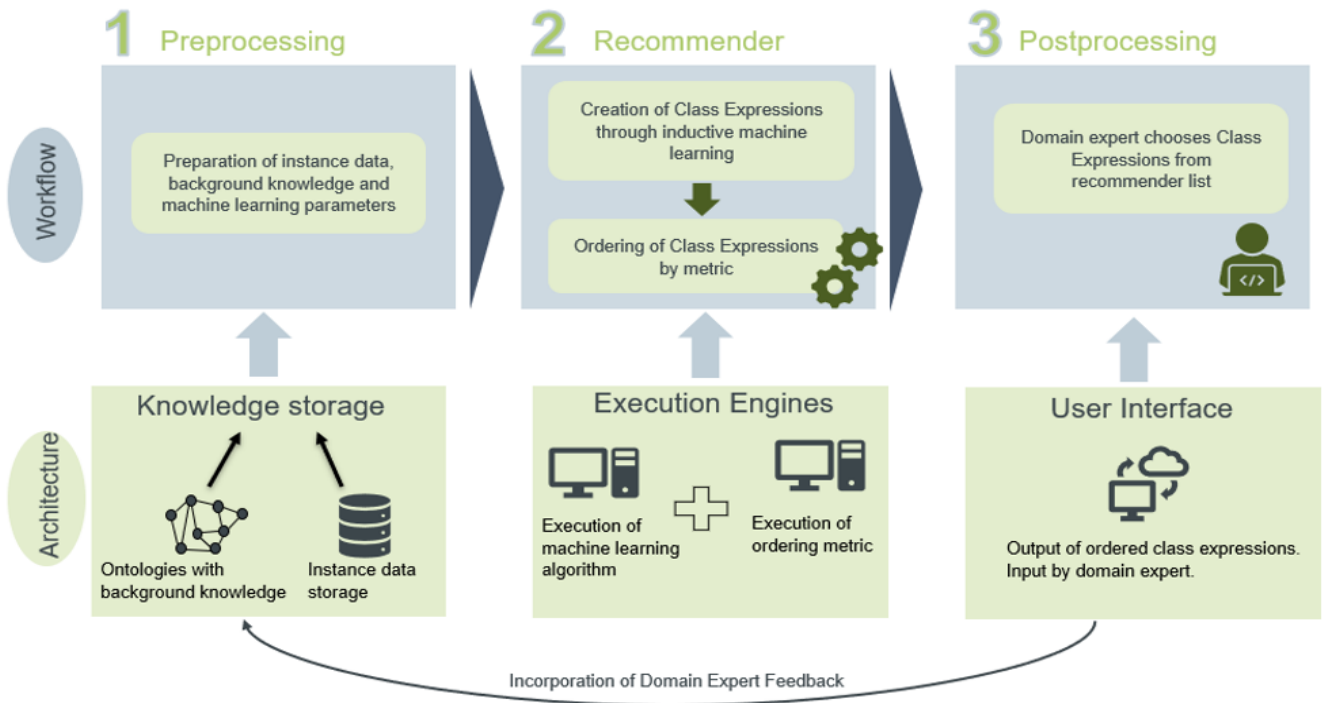 1 Preprocessing
2 Recommender
3 Postprocessing
Workflow
Preparation of instance data,
background knowledge and
machine learning parameters
Creation of Class Expressions
through inductive machine
learning
Ordering of Class Expressions
by metric
Domain expert chooses Class
Expressions from
recommender list
</>
Architecture
Knowledge storage
Ontologies with
background knowledge
Instance data
storage
Execution Engines
Execution of
machine learning
algorithm
Execution of
ordering metric
User Interface
Output of ordered class expressions.
Input by domain expert.
Incorporation of Domain Expert Feedback